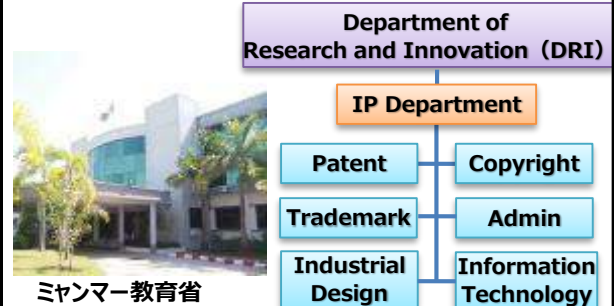 Department of
Research and Innovation（DRI）
IP Department
Patent
Copyright
Trademark
Admin
Industrial
Design
Information
Technology
ミャンマー教育省